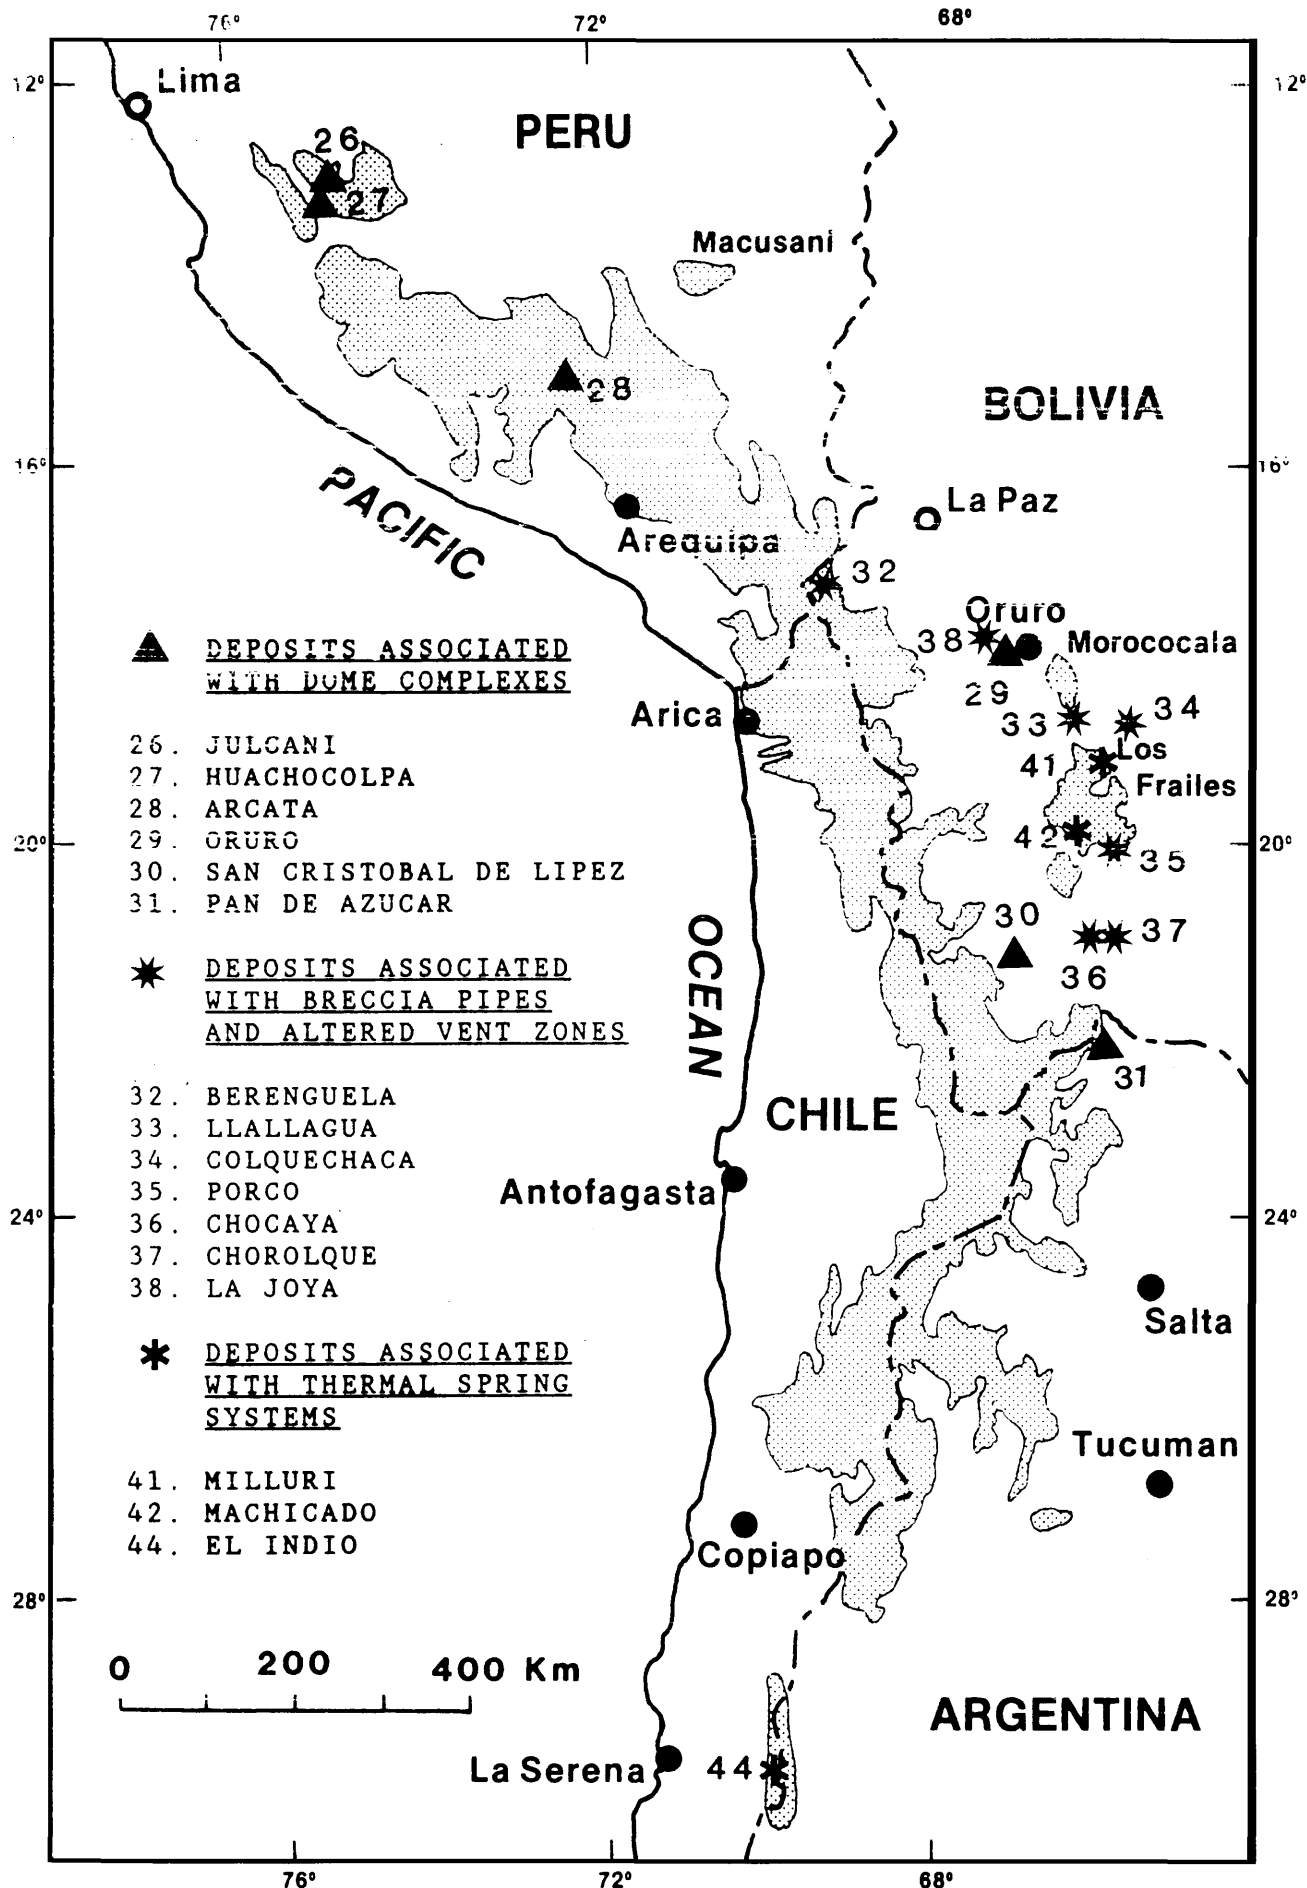 76° 72° 68°
12° 12°
Lima
PERU
26
27
Macusani
28
BOLIVIA
16° 16°
PACIFIC
La Paz
Arequipa
32
Oruro
38
Morococala
29
33
34
Arica
41
Los
Frailes
42
35
20° 20°
30
37
36
OCEAN
31
CHILE
Antofagasta
24° 24°
Salta
Tucuman
Copiapo
28° 28°
ARGENTINA
La Serena
44
DEPOSITS ASSOCIATED
WITH DOME COMPLEXES
26. JULCANI
27. HUACHOCOLPA
28. ARCATA
29. ORURO
30. SAN CRISTOBAL DE LIPEZ
31. PAN DE AZUCAR
DEPOSITS ASSOCIATED
WITH BRECCIA PIPES
AND ALTERED VENT ZONES
32. BERENGUELA
33. LLALLAGUA
34. COLQUECHACA
35. PORCO
36. CHOCAYA
37. CHOROLQUE
38. LA JOYA
DEPOSITS ASSOCIATED
WITH THERMAL SPRING
SYSTEMS
41. MILLURI
42. MACHICADO
44. EL INDIO
0 200 400 Km
76° 72° 68°